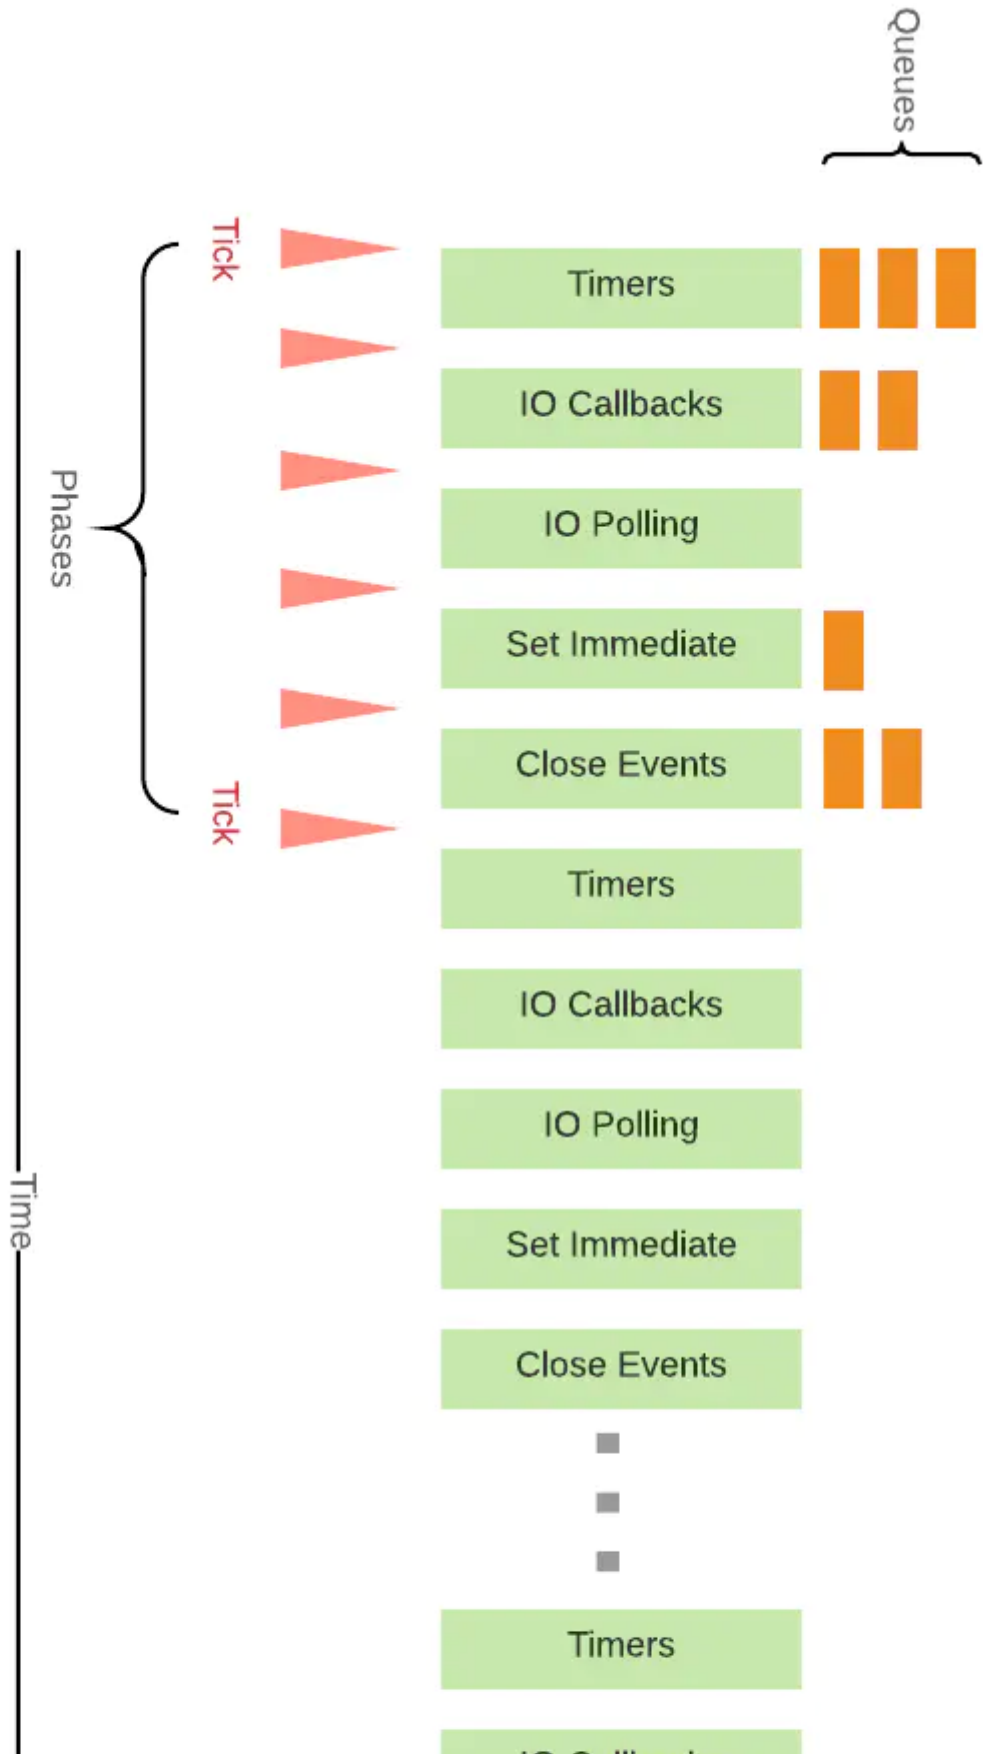 Queues
Tick
Timers
IO Callbacks
Phases
IO Polling
Set Immediate
Close Events
Tick
Timers
IO Callbacks
IO Polling
Time
Set Immediate
Close Events
Timers